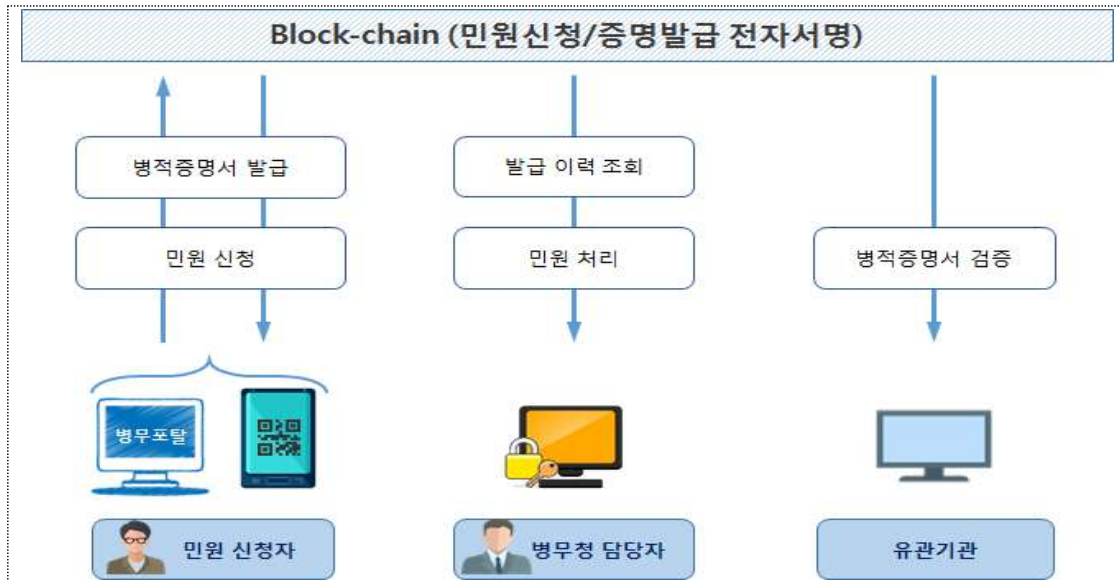 Block-chain (민원신청/증명발급 전자서명)
병적증명서 발급
발급 이력 조회
민원 신청
민원 처리
병적증명서 검증
병무포탈
민원 신청자
병무청 담당자
유관기관